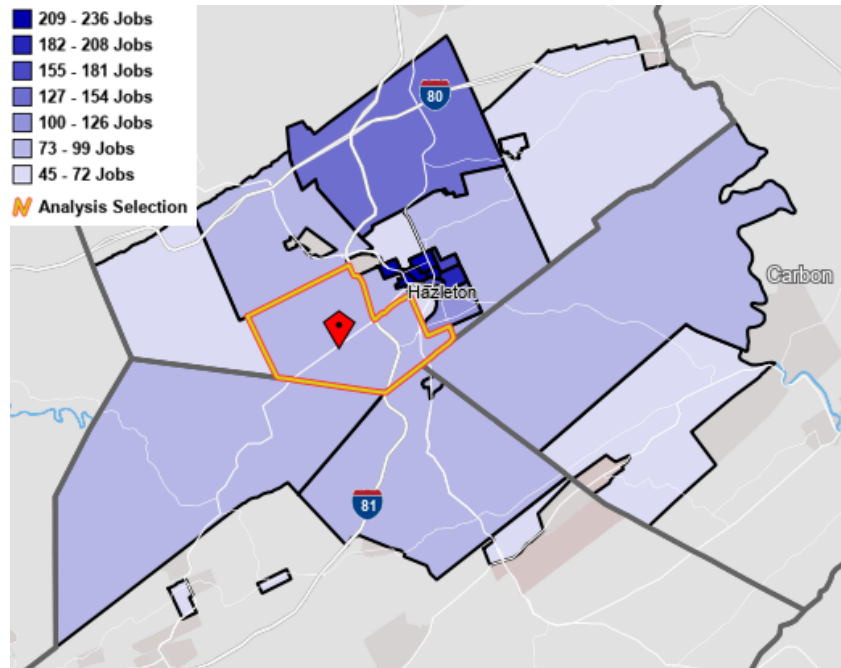 209 - 236 Jobs
182 - 208 Jobs
155 - 181 Jobs
127 - 154 Jobs
100 - 126 Jobs
73 - 99 Jobs
45 - 72 Jobs
Analysis Selection
80
Carbon
Hazleton
81